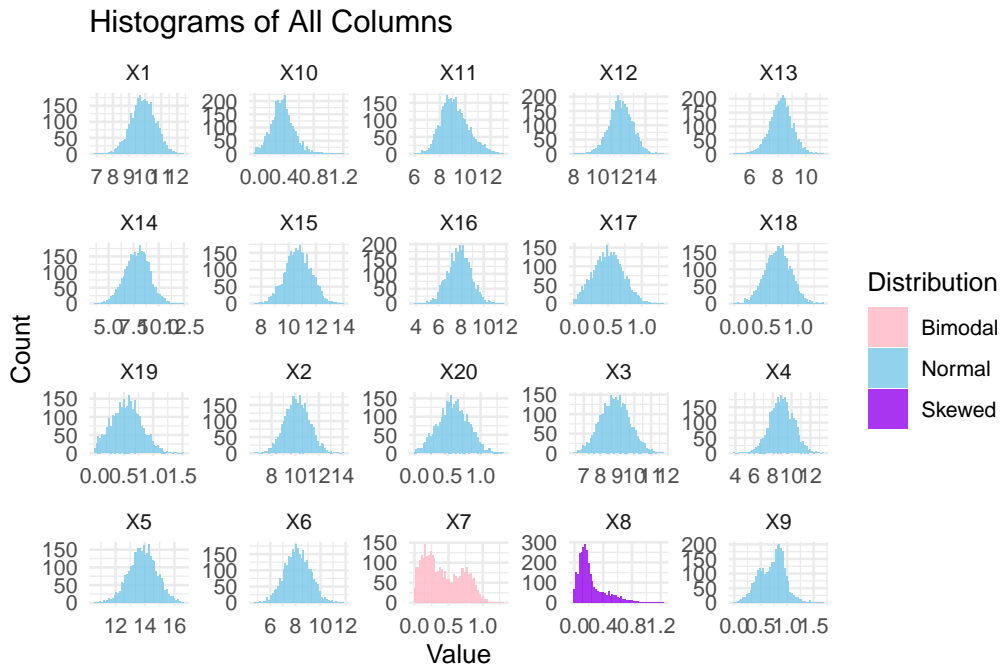 Histograms of All Columns
X1 X10 X11 X12 X13
150 100 50 0
200 150 100 50 0
150 100 50 0
200 150 100 50 0
200 150 100 50 0
7 8 9 10 11 12
0.0 0.4 0.8 1.2
6 8 10 12
8 10 12 14
6 8 10
X14 X15 X16 X17 X18
150 100 50 0
150 100 50 0
200 150 100 50 0
150 100 50 0
150 100 50 0
5.0 7.5 10.0 12.5
8 10 12 14
4 6 8 10 12
0.0 0.5 1.0
0.0 0.5 1.0
X19 X2 X20 X3 X4
150 100 50 0
150 100 50 0
150 100 50 0
150 100 50 0
150 100 50 0
0.0 0.5 1.0 1.5
8 10 12 14
0.0 0.5 1.0
7 8 9 10 11 12
4 6 8 10 12
X5 X6 X7 X8 X9
150 100 50 0
150 100 50 0
150 100 50 0
300 200 100 0
200 150 100 50 0
12 14 16
6 8 10 12
0.0 0.5 1.0
0.0 0.4 0.8 1.2
0.0 0.5 1.0 1.5
Count
Value
Distribution
Bimodal
Normal
Skewed